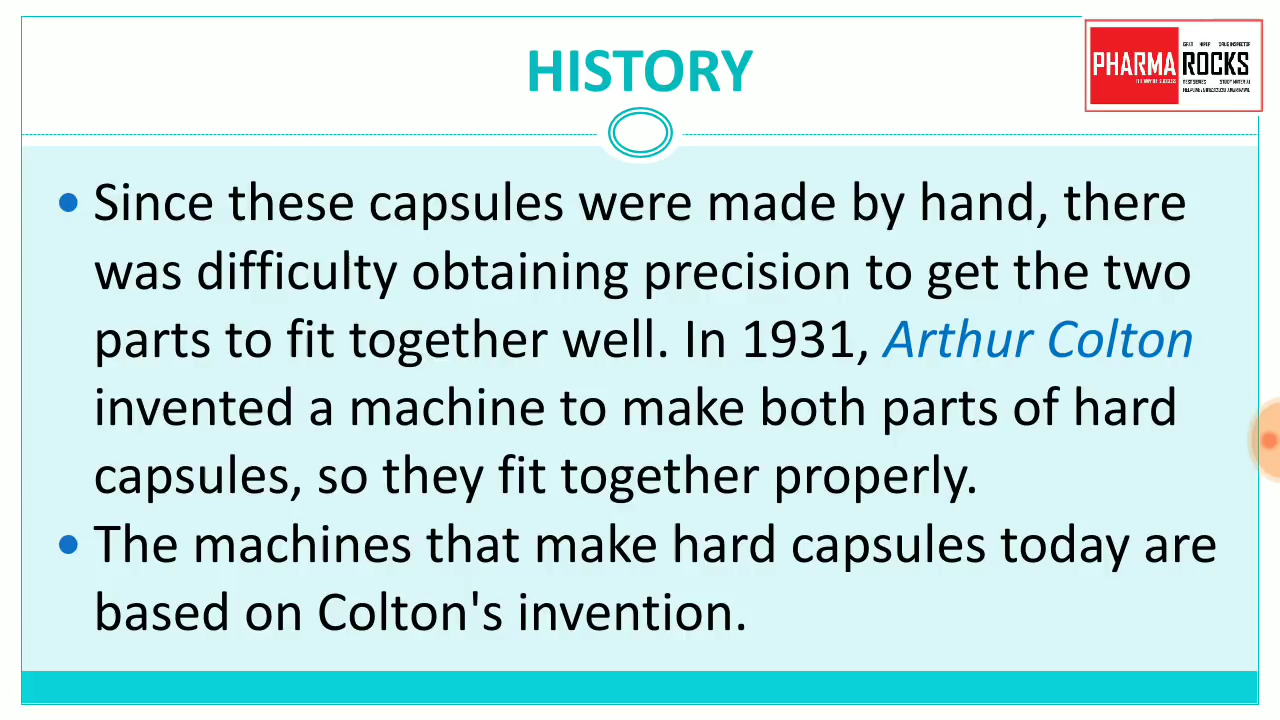 HISTORY
PHARMA ROCKS
• Since these capsules were made by hand, there
was difficulty obtaining precision to get the two
parts to fit together well. In 1931, Arthur Colton
invented a machine to make both parts of hard
capsules, so they fit together properly.
• The machines that make hard capsules today are
based on Colton's invention.